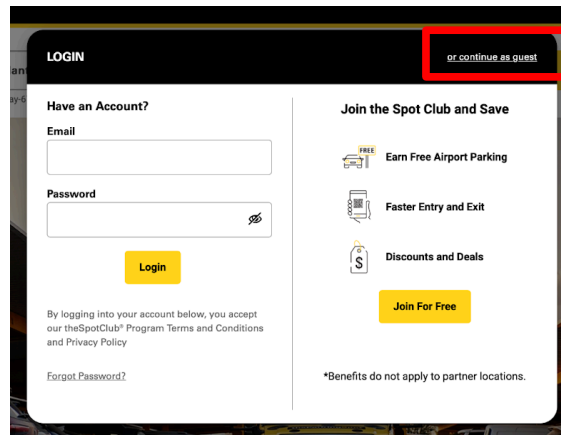 LOGIN
or continue as guest
ant
ay-6
Have an Account?
Email
Password
Login
By logging into your account below, you accept
our theSpotClub® Program Terms and Conditions
and Privacy Policy
Forgot Password?
Join the Spot Club and Save
FREE
Earn Free Airport Parking
Faster Entry and Exit
$
Discounts and Deals
Join For Free
*Benefits do not apply to partner locations.